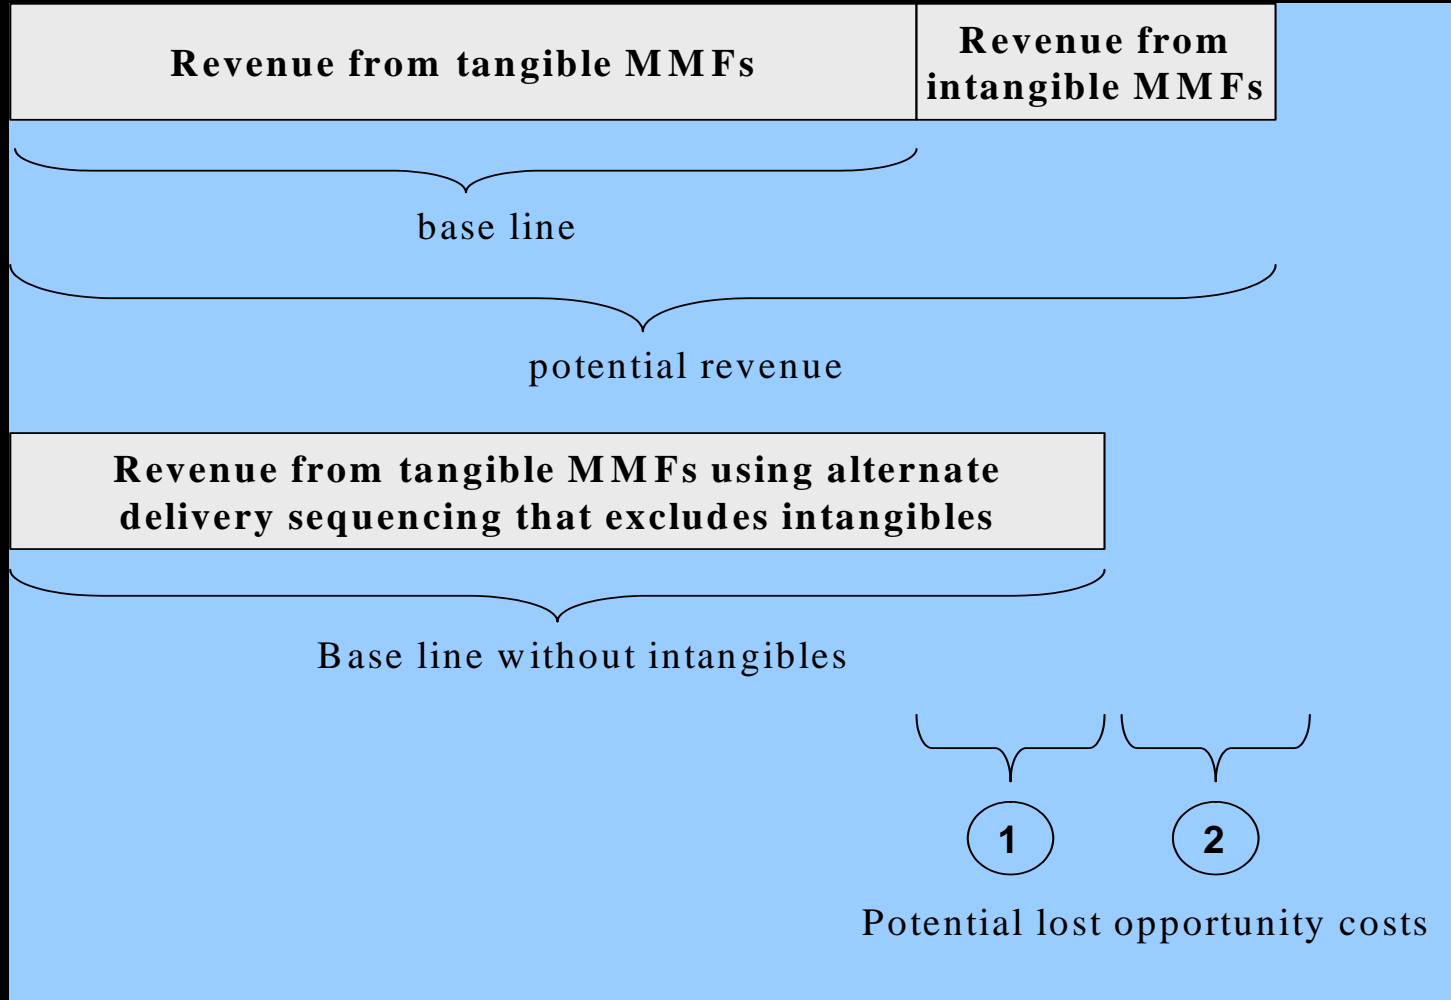 Revenue from tangible MMFs
Revenue from
intangible MMFs
base line
potential revenue
Revenue from tangible MMFs using alternate
delivery sequencing that excludes intangibles
Base line without intangibles
1
2
Potential lost opportunity costs